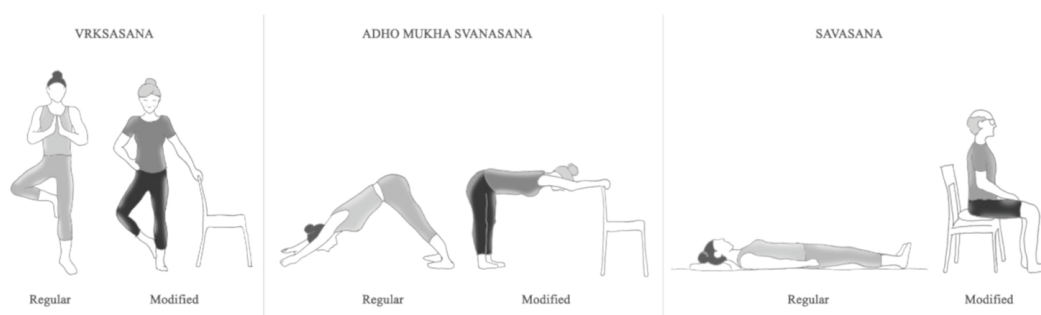 VRKSASANA
ADHO MUKHA SVANASANA
SAVASANA
Regular
Modified
Regular
Modified
Regular
Modified